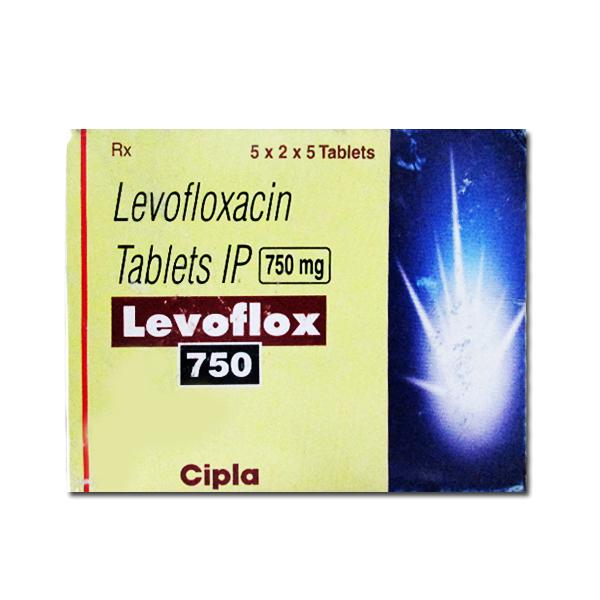 Rx
5 x 2 x 5 Tablets
Levofloxacin
Tablets IP 750 mg
Levoflox
750
Cipla